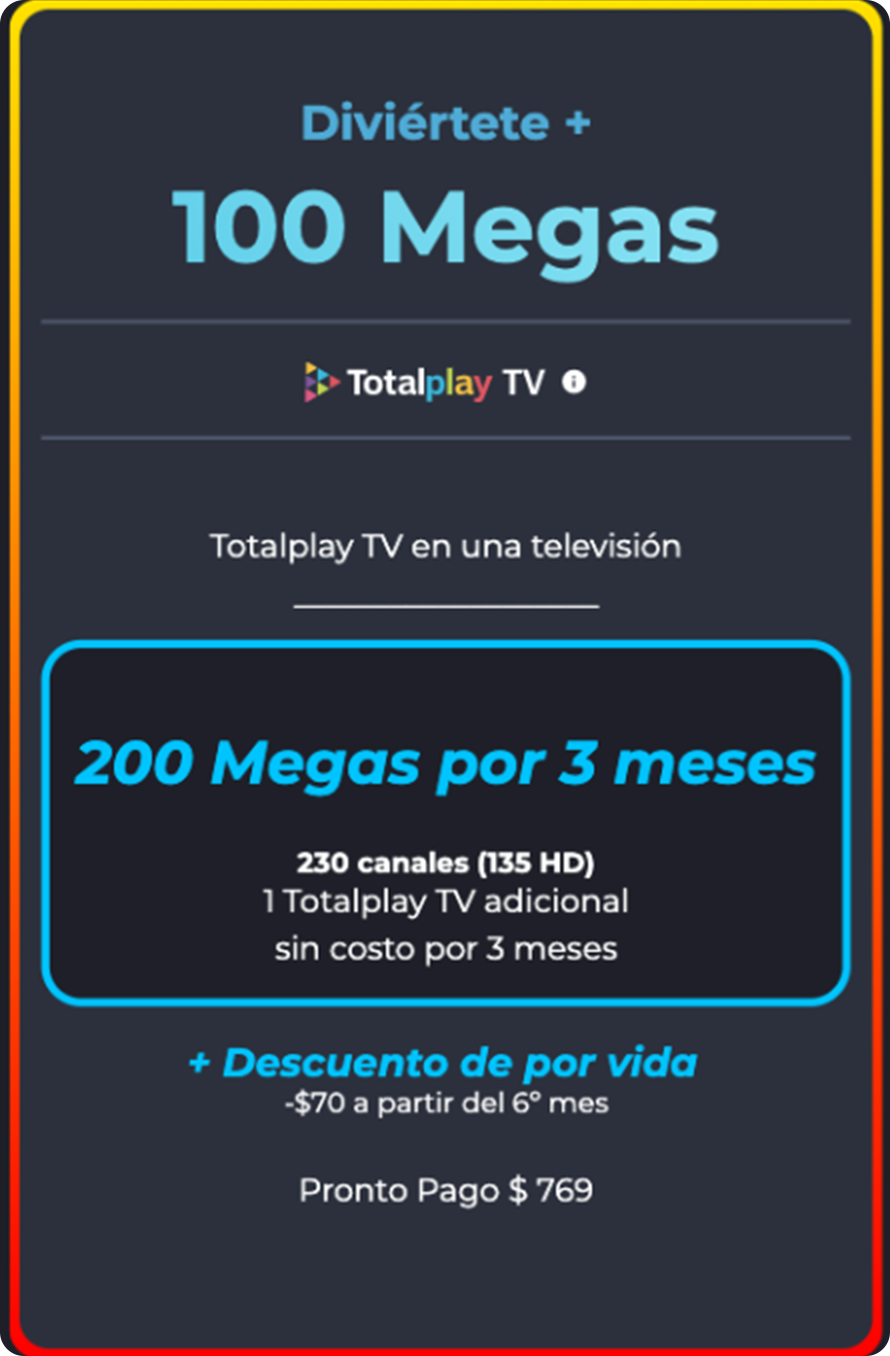 Diviértete +
100 Megas
Totalplay TV
Totalplay TV en una televisión
200 Megas por 3 meses
230 canales (135 HD)
1 Totalplay TV adicional
sin costo por 3 meses
+ Descuento de por vida
-$70 a partir del 6º mes
Pronto Pago $ 769